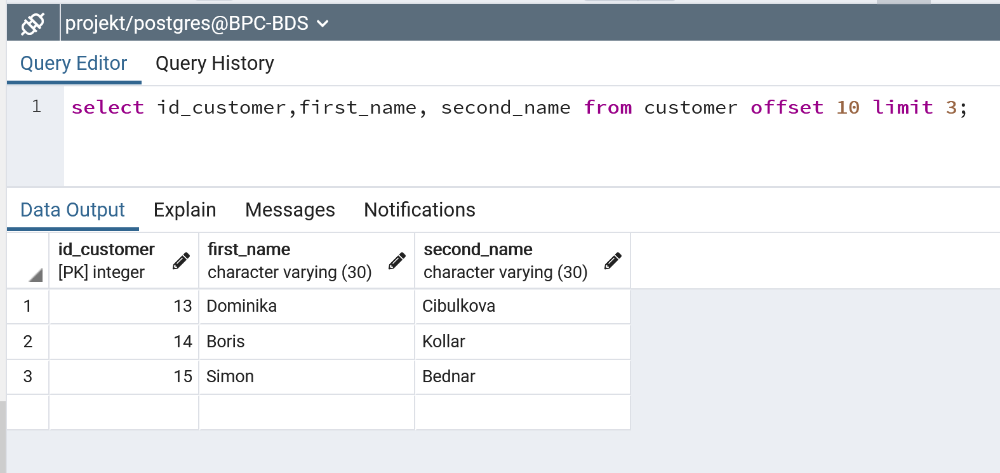 projekt/postgres@BPC-BDS
Query Editor Query History
1 select id_customer,first_name, second_name from customer offset 10 limit 3;
Data Output Explain Messages Notifications
id_customer first_name second_name
[PK] integer character varying (30) character varying (30)
1 13 Dominika Cibulkova
2 14 Boris Kollar
3 15 Simon Bednar